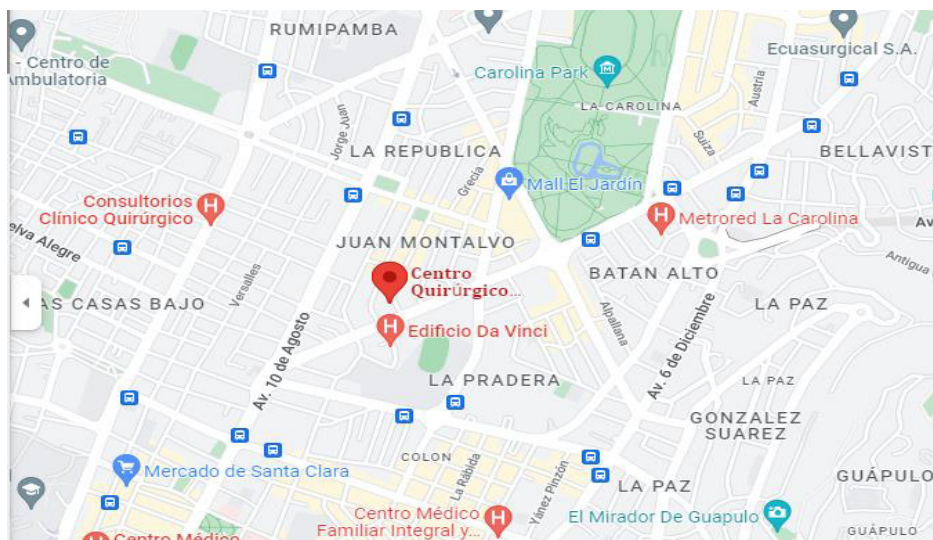 RUMIPAMBA
Ecuasurgical S.A.
- Centro de
Ambulatoria
Carolina Park
LA CAROLINA
Austria
Jorge Juan
Suiza
LA REPUBLICA
BELLAVIST
Grecia
Mall El Jardín
Consultorios
Clínico Quirúrgico
Metrored La Carolina
Av
elva Alegre
JUAN MONTALVO
Antigua
Versalles
Centro
Quirúrgico...
BATAN ALTO
AS CASAS BAJO
LA PAZ
Alpallana
Edificio Da Vinci
Av. 10 de Agosto
Av. 6 de Diciembre
LA PRADERA
LA PAZ
GONZALEZ
SUAREZ
COLON
Mercado de Santa Clara
La Rábida
Yánez Pinzón
LA PAZ
GUÁPULO
Centro Médico
Familiar Integral y...
El Mirador De Guapulo
GUÁPULO
Centro Médico
H
H
H
H
H
H